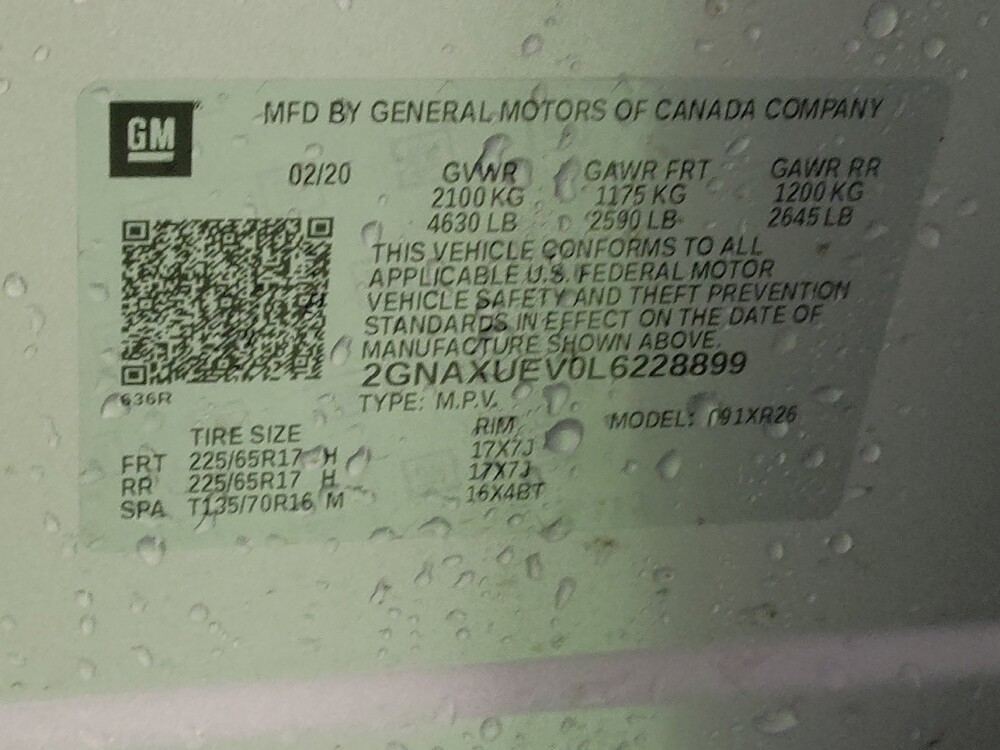 GM
MFD BY GENERAL MOTORS OF CANADA COMPANY
02/20 GVWR GAWR FRT GAWR RR
2100 KG 1175 KG 1200 KG
4630 LB 2590 LB 2645 LB
THIS VEHICLE CONFORMS TO ALL
APPLICABLE U.S. FEDERAL MOTOR
VEHICLE SAFETY AND THEFT PREVENTION
STANDARDS IN EFFECT ON THE DATE OF
MANUFACTURE SHOWN ABOVE.
2GNAXUEV0L6228899
636R TYPE: M.P.V. MODEL: 091XR26
TIRE SIZE RIM
FRT 225/65R17 H 17X7J
RR 225/65R17 H 17X7J
SPA T135/70R16 M 16X4BT